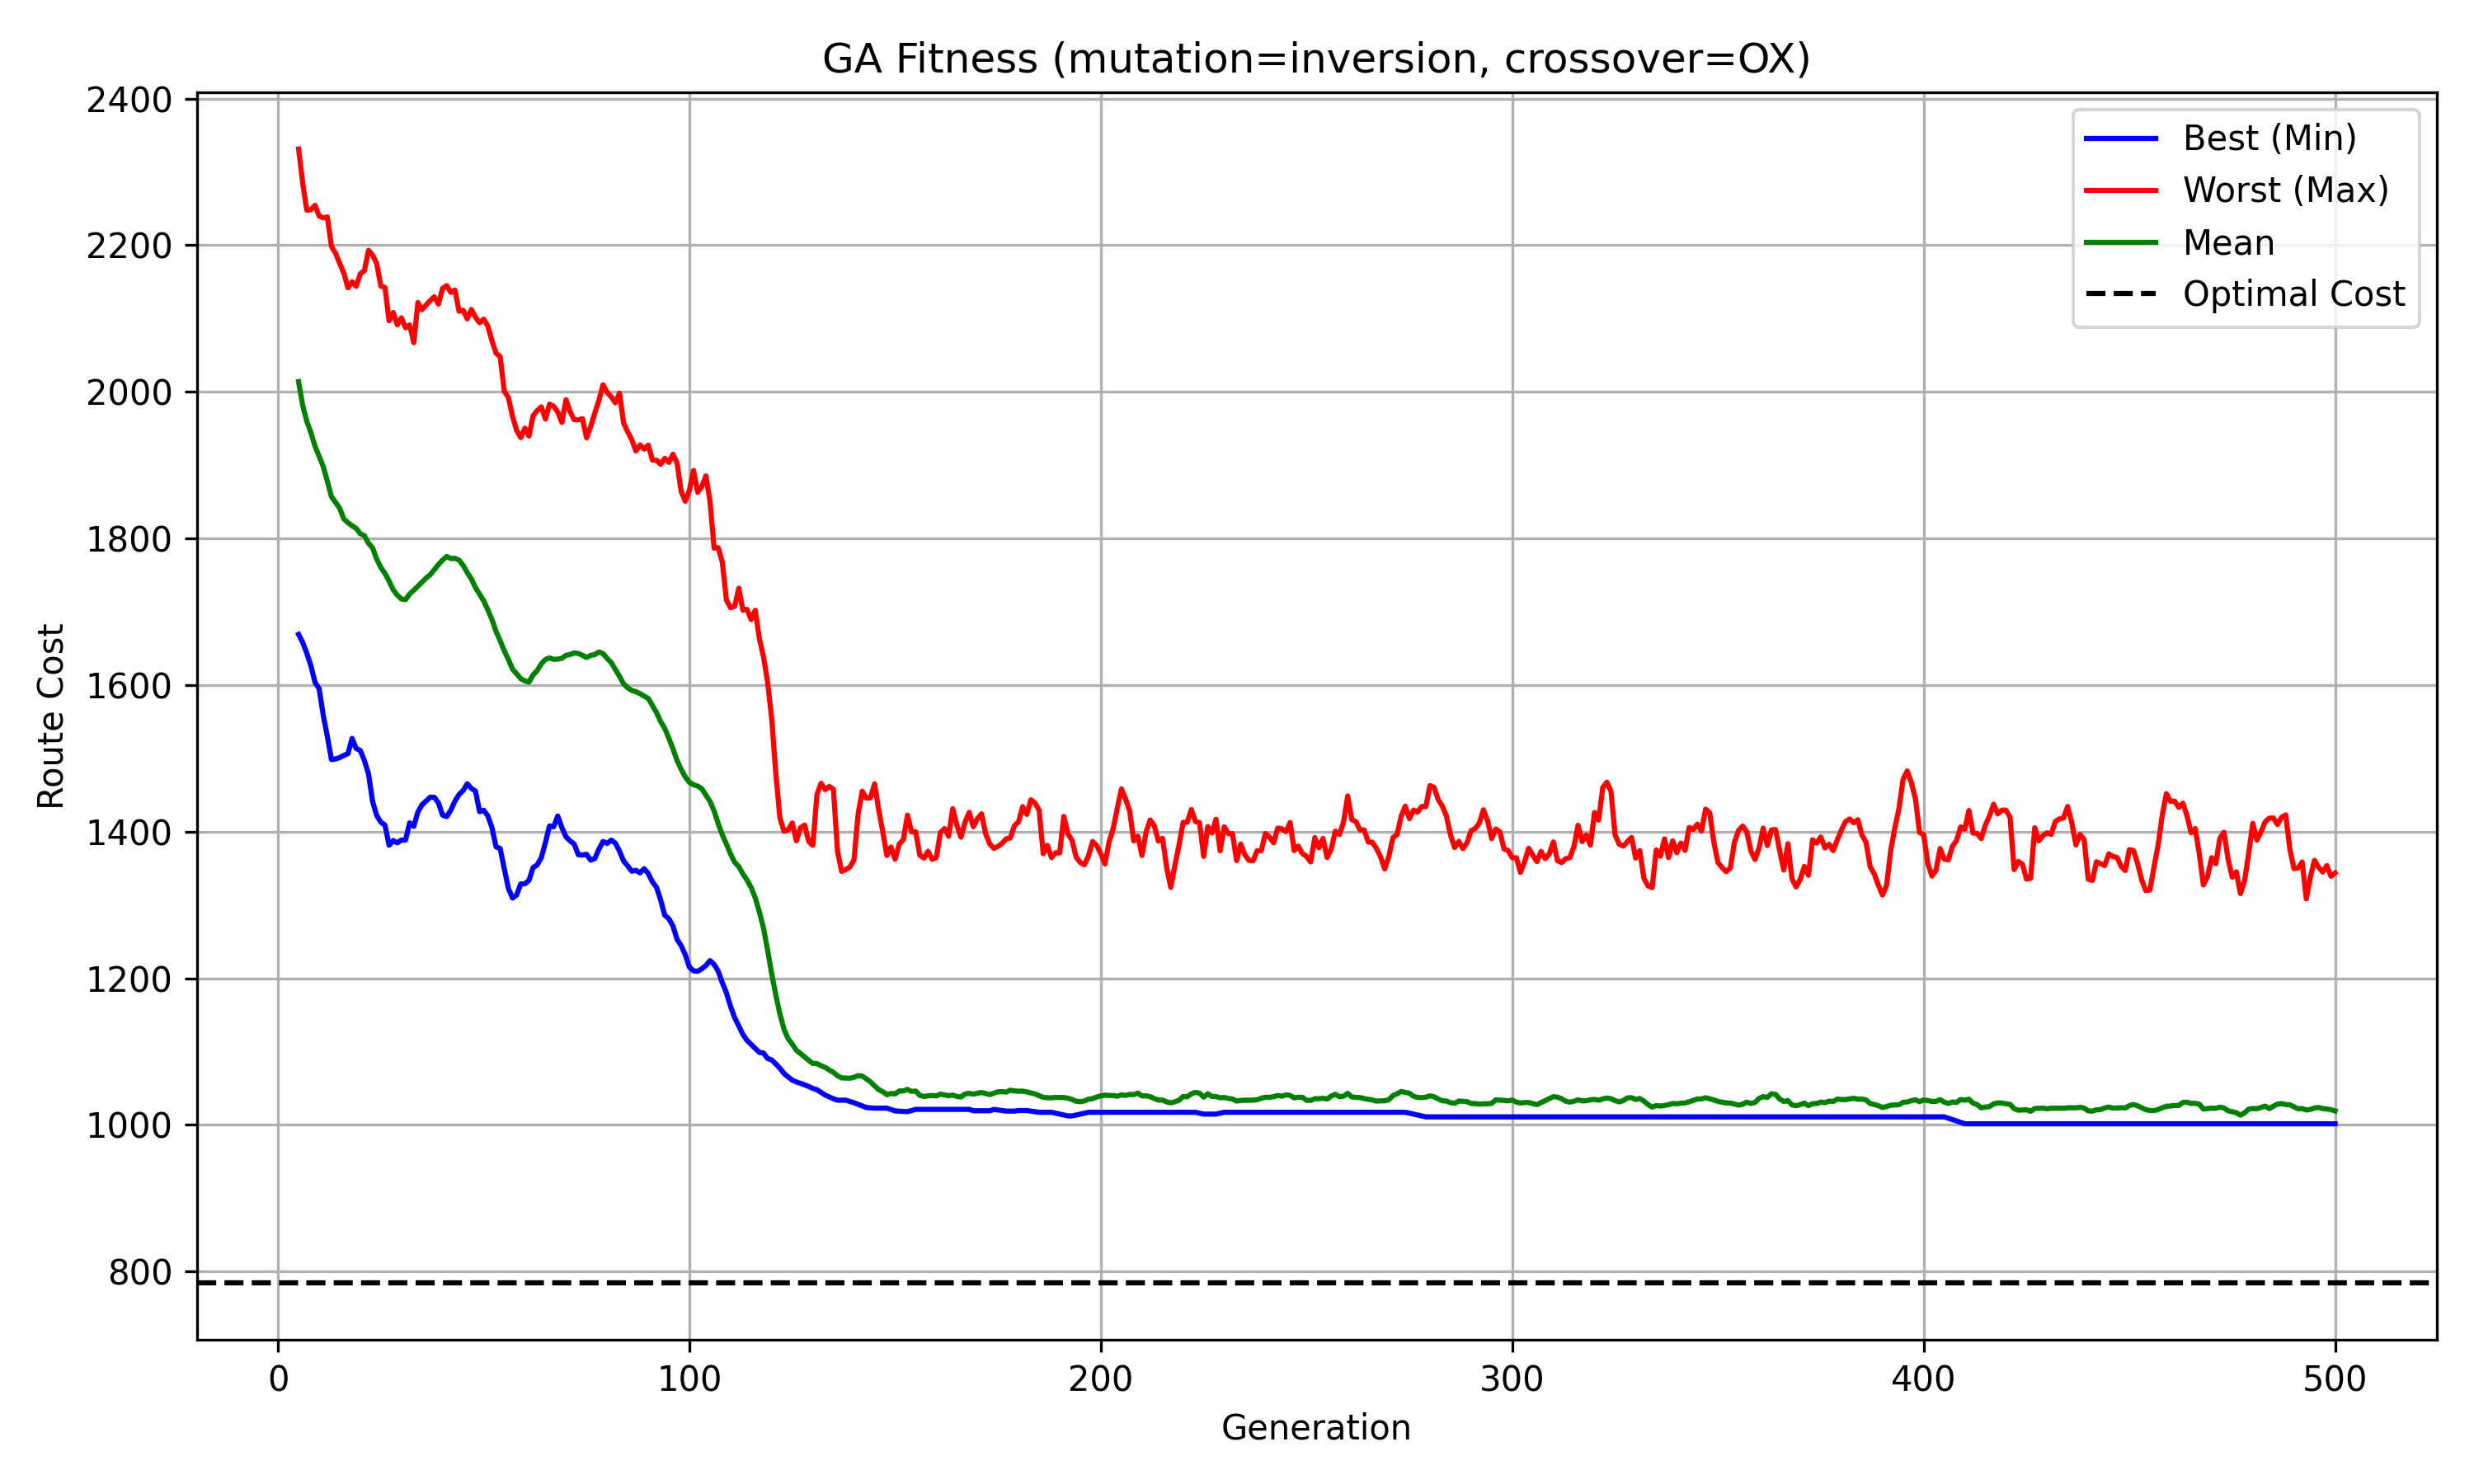 GA Fitness (mutation=inversion, crossover=OX)
2400
2200
2000
1800
1600
1400
1200
1000
800
Route Cost
Best (Min)
Worst (Max)
Mean
Optimal Cost
0 100 200 300 400 500
Generation